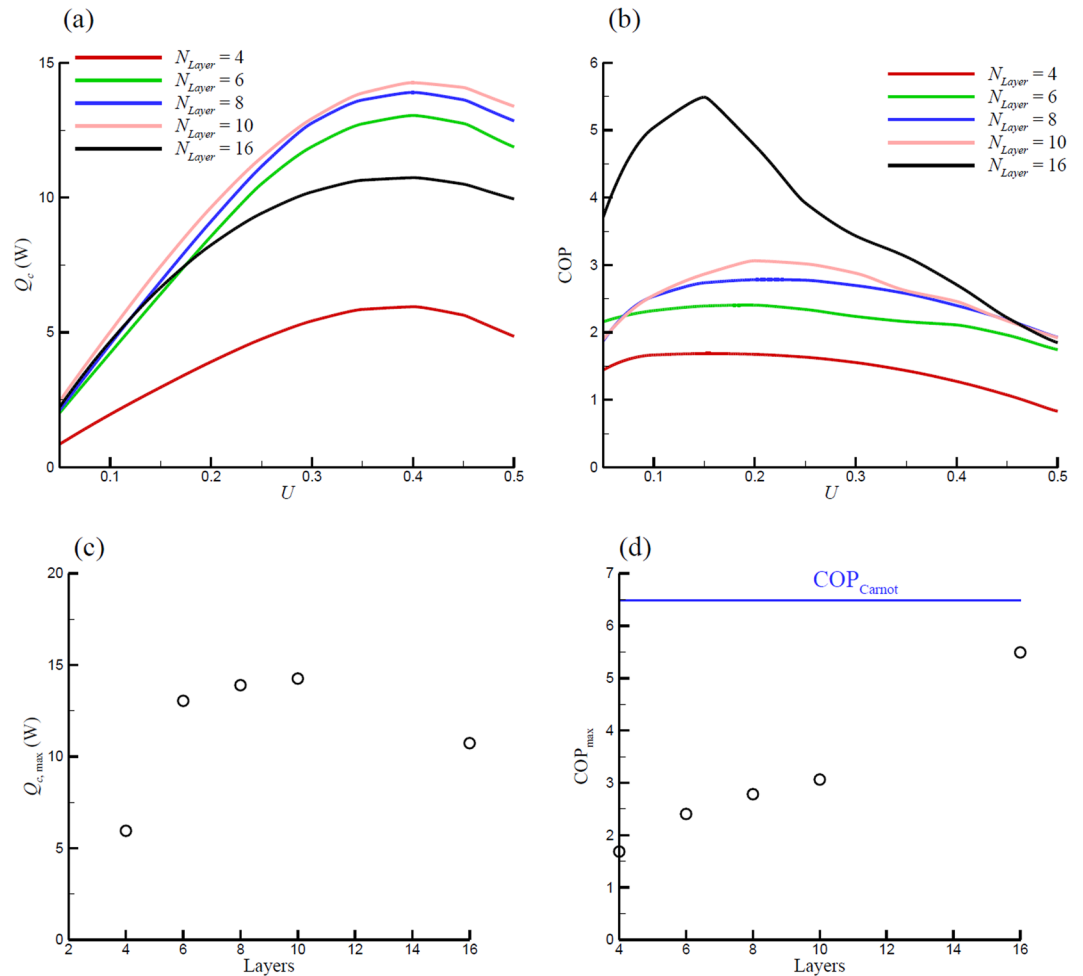 (a)
N_Layer = 4
N_Layer = 6
N_Layer = 8
N_Layer = 10
N_Layer = 16
15
10
5
0
Q_c (W)
0.1 0.2 0.3 0.4 0.5
U
(b)
N_Layer = 4
N_Layer = 6
N_Layer = 8
N_Layer = 10
N_Layer = 16
6
5
4
3
2
1
0
COP
0.1 0.2 0.3 0.4 0.5
U
(c)
20
15
10
5
0
Q_c, max (W)
2 4 6 8 10 12 14 16
Layers
(d)
COP_Carnot
7
6
5
4
3
2
1
0
COP_max
4 6 8 10 12 14 16
Layers